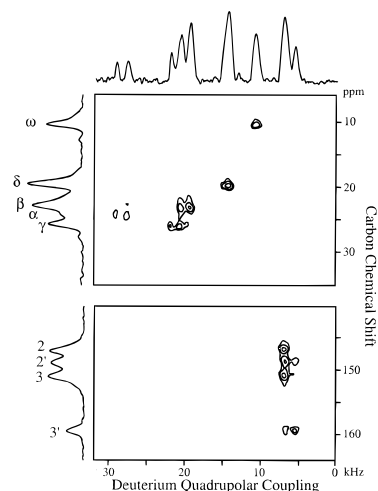 ppm
ω
10
δ
20
β
α
γ
30
Carbon Chemical Shift
2
2'
150
3
3'
160
30
20
10
0 kHz
Deuterium Quadrupolar Coupling